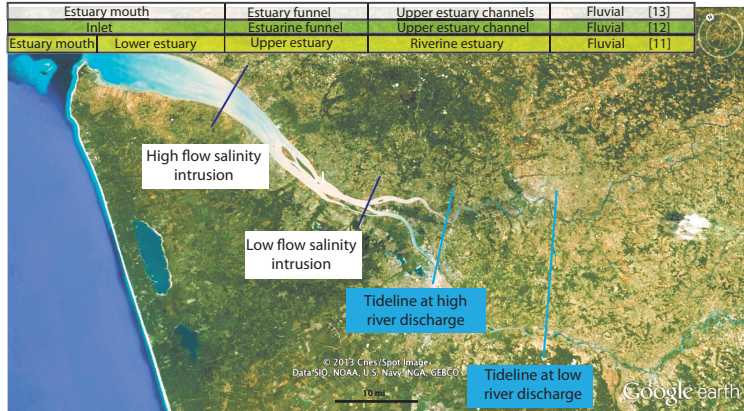 Estuary mouth Estuary funnel Upper estuary channels Fluvial [13]
Inlet Estuarine funnel Upper estuary channel Fluvial [12]
Estuary mouth Lower estuary Upper estuary Riverine estuary Fluvial [11]
High flow salinity
intrusion
Low flow salinity
intrusion
Tideline at high
river discharge
Tideline at low
river discharge
© 2013 Cnes/Spot Image
Data SIO, NOAA, U.S. Navy, NGA, GEBCO
10 mi
Google earth